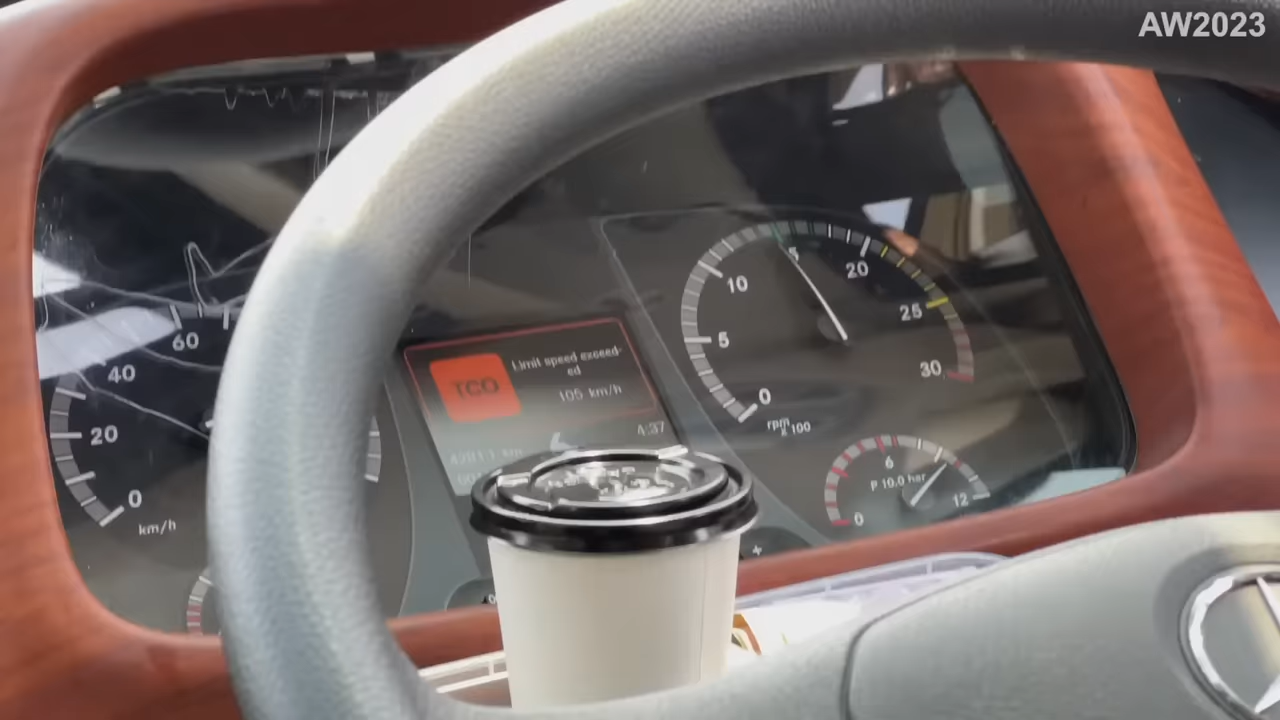 AW2023
60
40
20
0
km/h
TCO
Limit speed exceed-
ed
105 km/h
4:37
0
5
10
20
25
30
rpm
x 100
6
P 10.0 bar
0
12
+